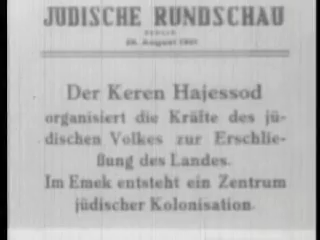 JÜDISCHE RUNDSCHAU
BERLIN
Der Keren Hajessod
organisiert die Kräfte des jü-
dischen Volkes zur Erschlie-
ßung des Landes.
Im Emek entsteht ein Zentrum
jüdischer Kolonisation.